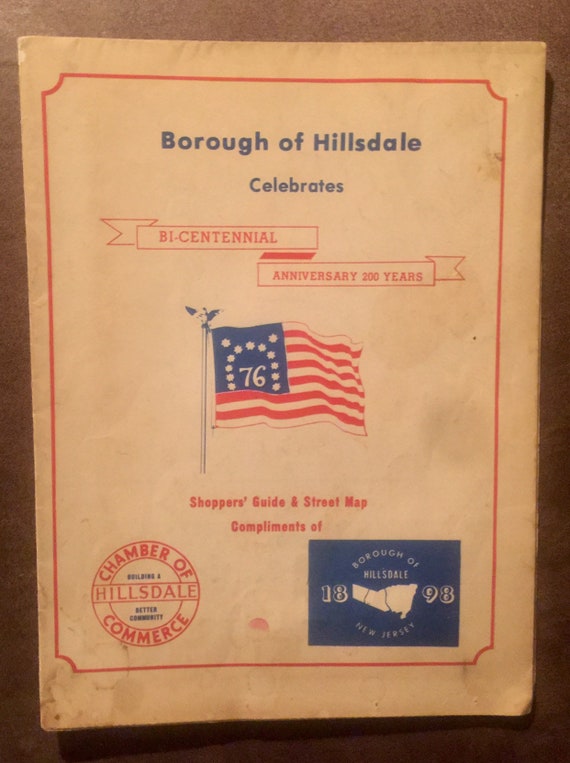 Borough of Hillsdale
Celebrates
BI-CENTENNIAL
ANNIVERSARY 200 YEARS
76
Shoppers' Guide & Street Map
Compliments of
CHAMBER OF
BUILDING A
HILLSDALE
BETTER
COMMUNITY
COMMERCE
BOROUGH OF
HILLSDALE
18 98
NEW JERSEY